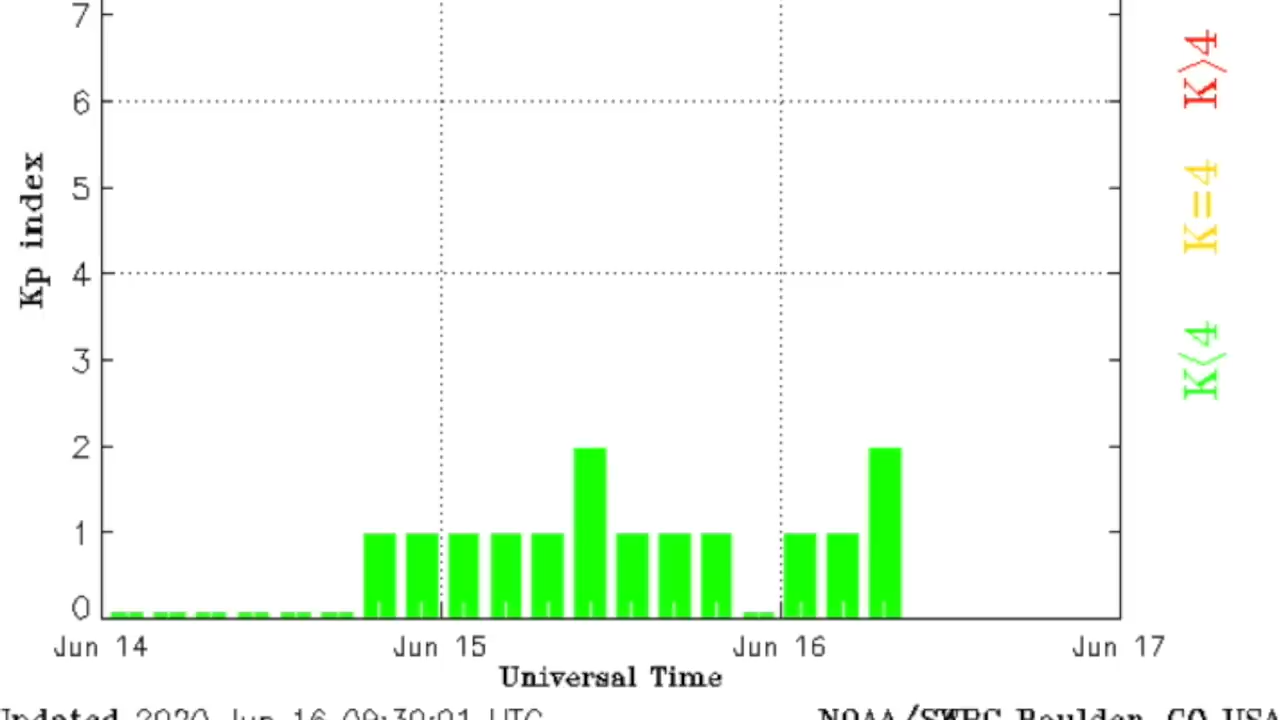 7
K>4
6
5
K=4
Kp index
4
3
K<4
2
1
0
Jun 14 Jun 15 Jun 16 Jun 17
Universal Time
Updated 2020 Jun 16 09:30:01 UTC NOAA/SWPC Boulder, CO USA